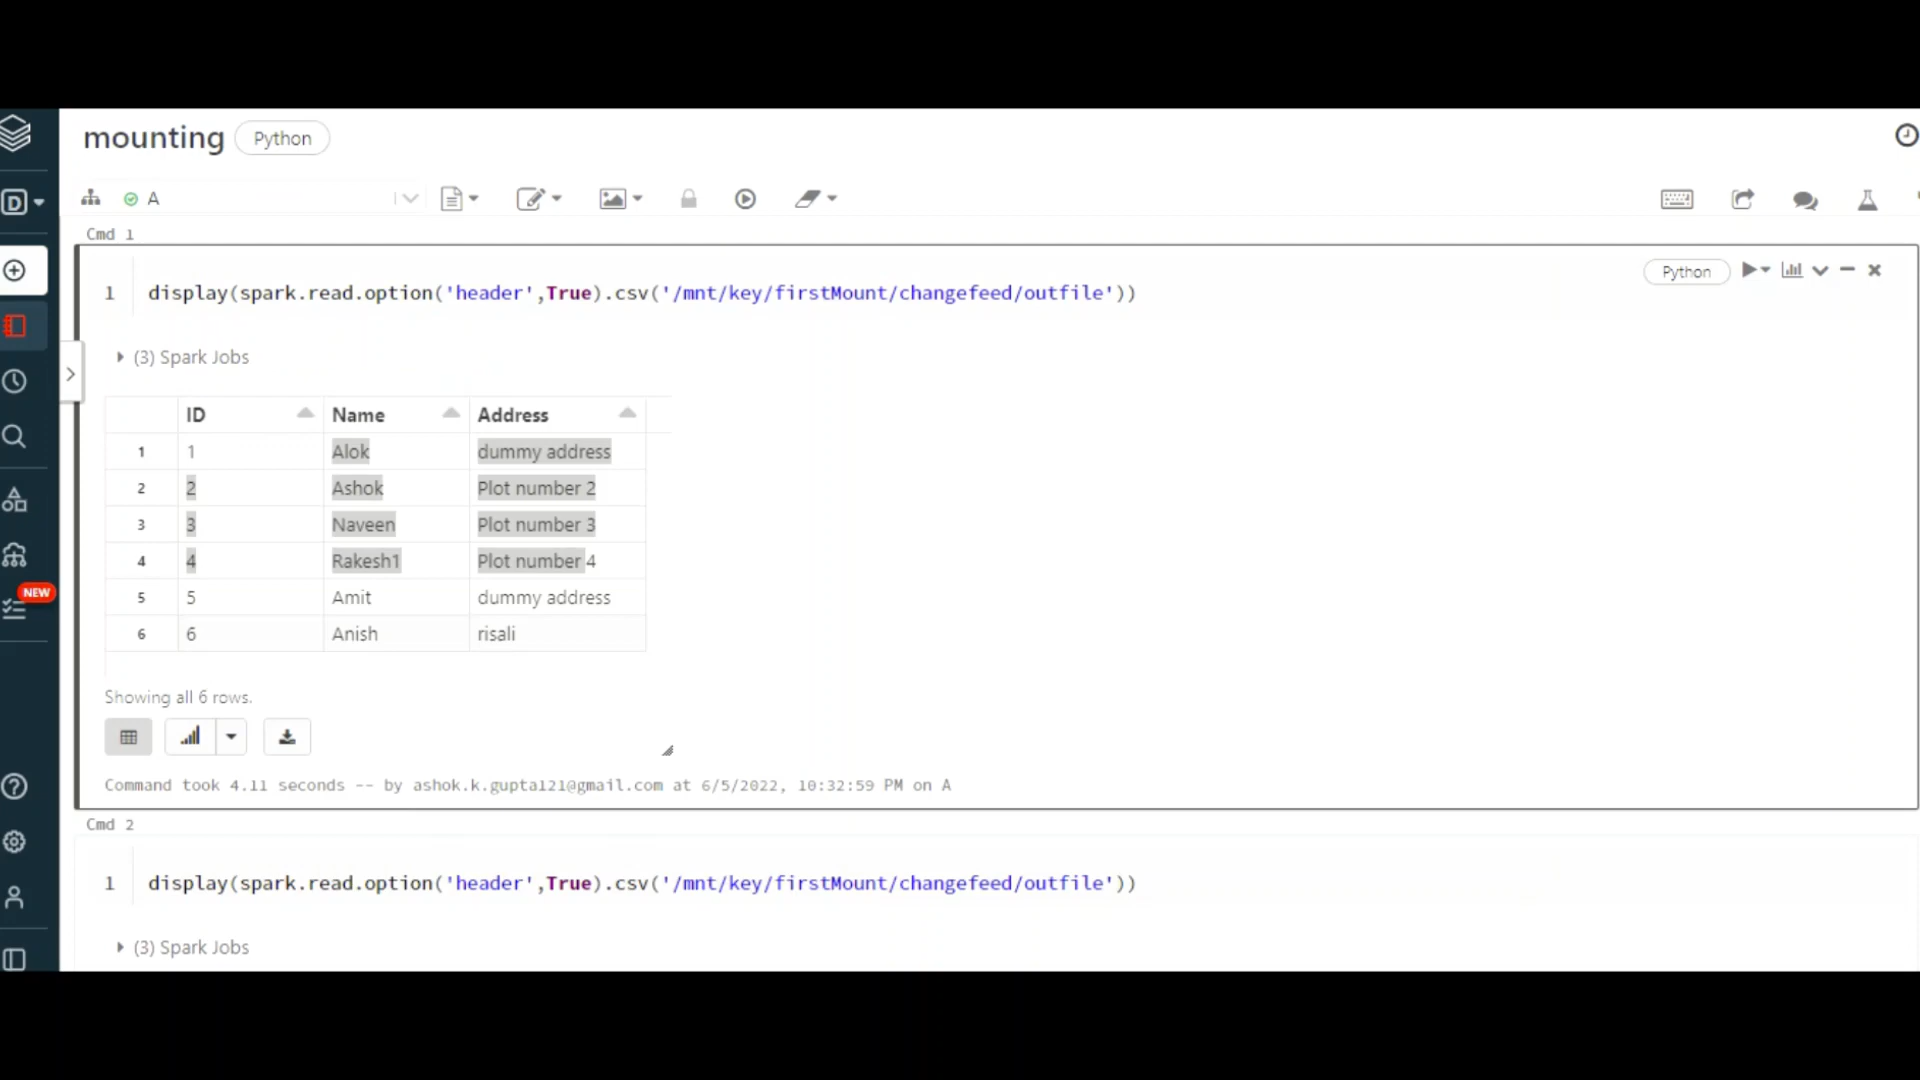 mounting Python
A
Cmd 1
Python
1 display(spark.read.option('header',True).csv('/mnt/key/firstMount/changefeed/outfile'))
(3) Spark Jobs
ID Name Address
1 1 Alok dummy address
2 2 Ashok Plot number 2
3 3 Naveen Plot number 3
4 4 Rakesh1 Plot number 4
5 5 Amit dummy address
6 6 Anish risali
NEW
Showing all 6 rows.
Command took 4.11 seconds -- by ashok.k.gupta121@gmail.com at 6/5/2022, 10:32:59 PM on A
Cmd 2
1 display(spark.read.option('header',True).csv('/mnt/key/firstMount/changefeed/outfile'))
(3) Spark Jobs
D